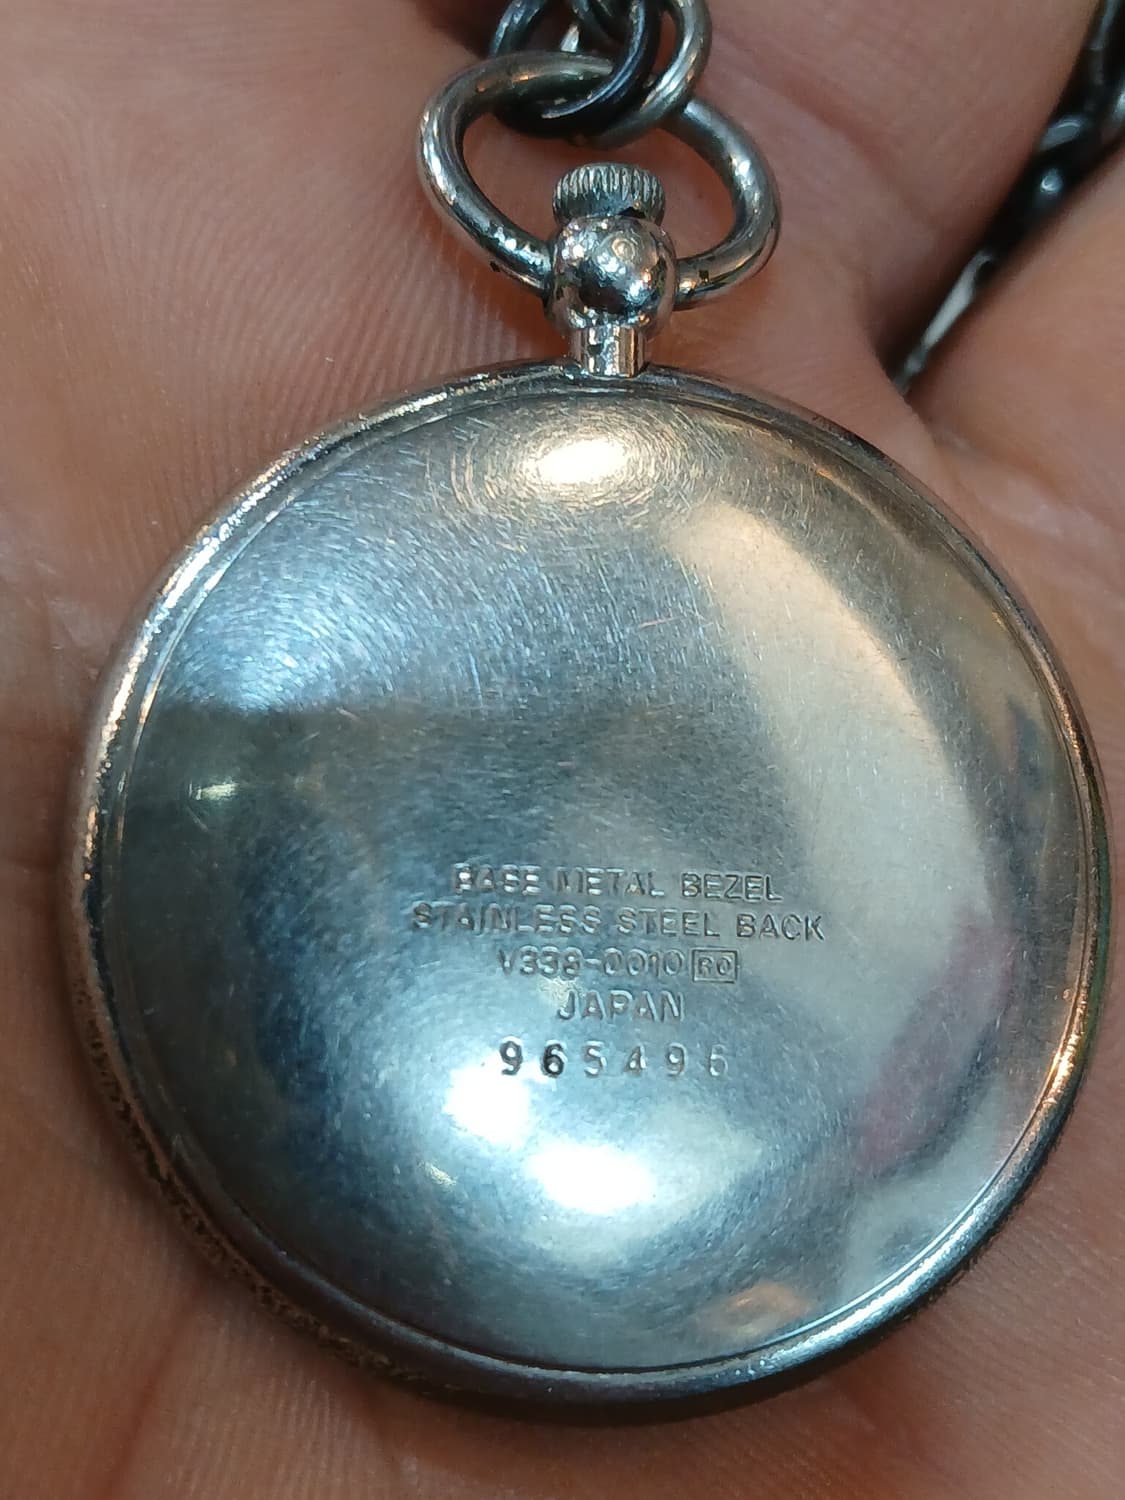 BASE METAL BEZEL
STAINLESS STEEL BACK
V338-0010 RO
JAPAN
965496